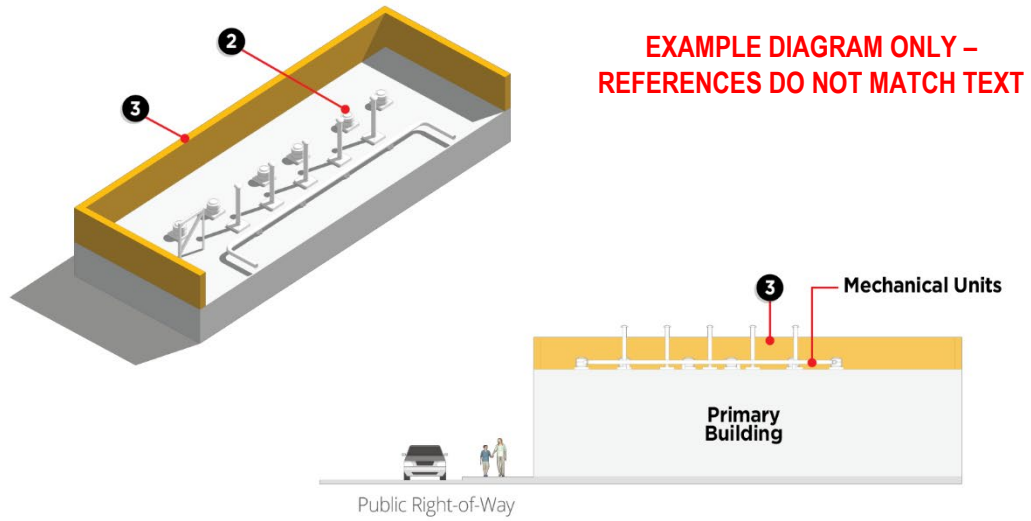 EXAMPLE DIAGRAM ONLY –
REFERENCES DO NOT MATCH TEXT
2
3
3
Mechanical Units
Primary
Building
Public Right-of-Way